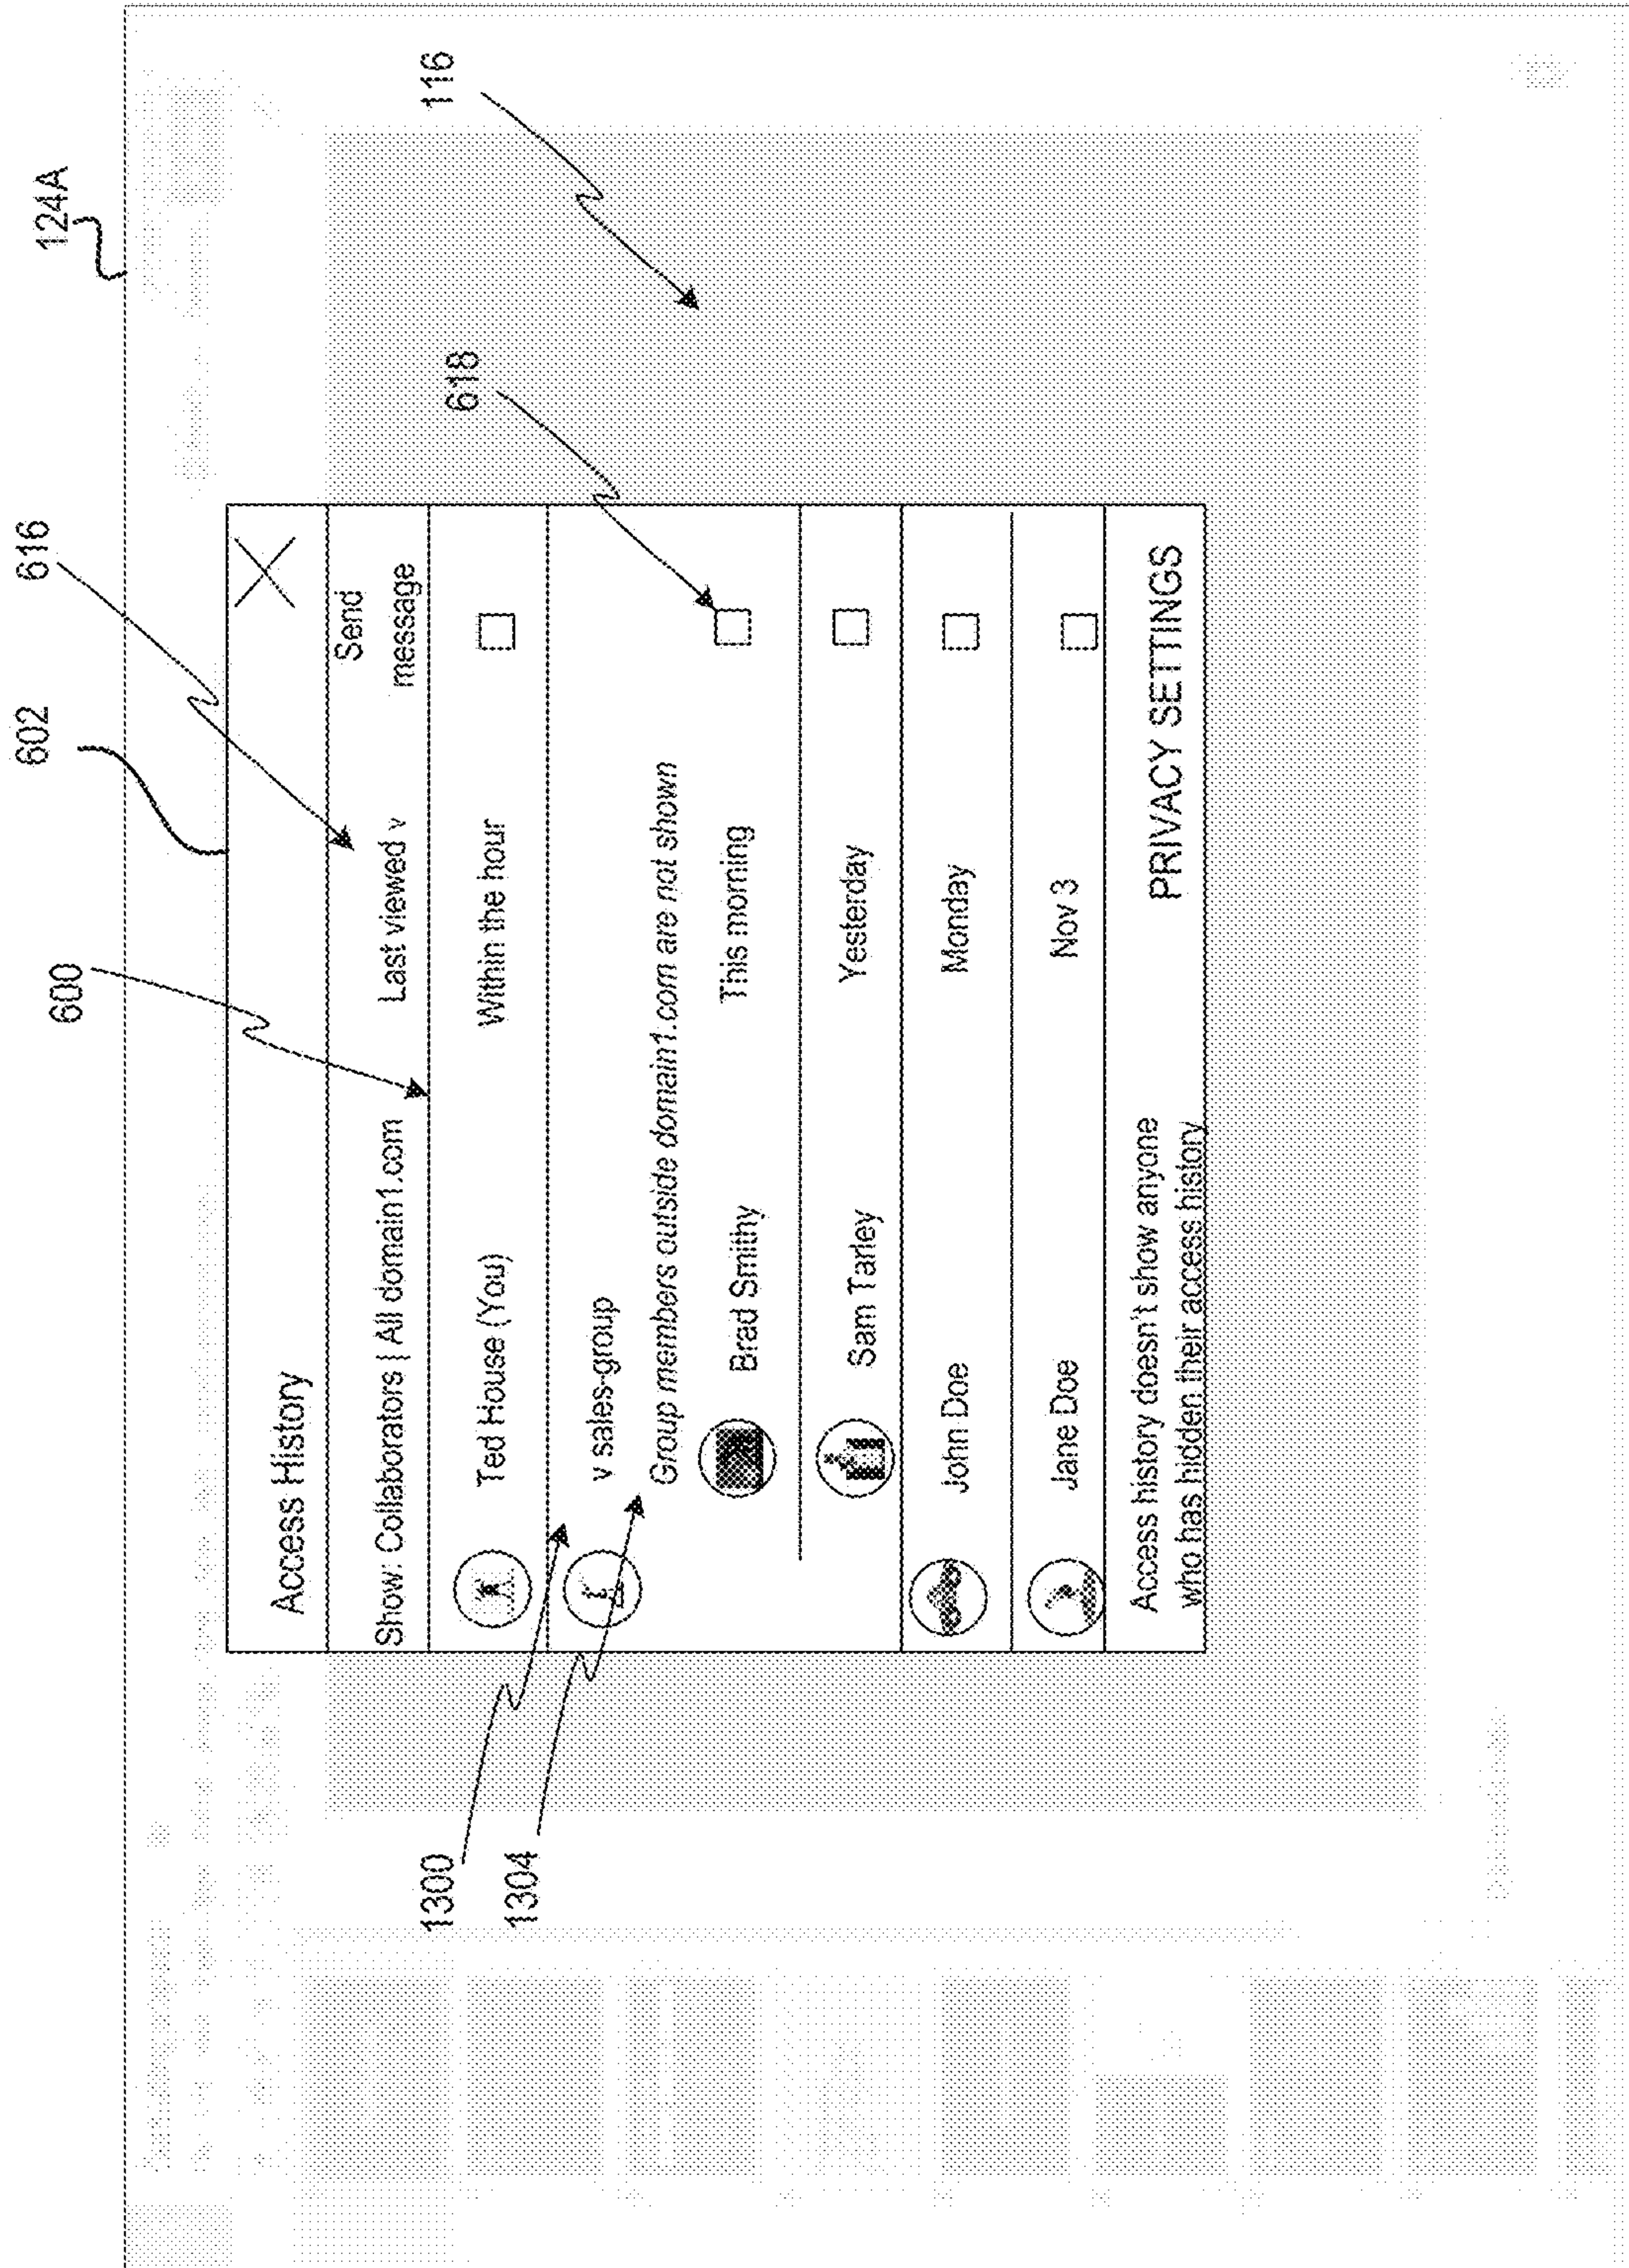 124A
616
602
600
116
618
Access History
Show: Collaborators | All domain1.com
Last viewed v
Send
message
Ted House (You)
Within the hour
v sales-group
Group members outside domain1.com are not shown
Brad Smithy
This morning
Sam Tarley
Yesterday
John Doe
Monday
Jane Doe
Nov 3
Access history doesn't show anyone
who has hidden their access history
PRIVACY SETTINGS
1300
1304